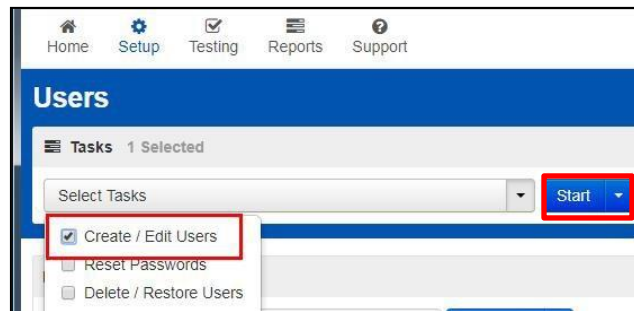 Home Setup Testing Reports Support
Users
Tasks 1 Selected
Select Tasks Start
Create / Edit Users
Reset Passwords
Delete / Restore Users